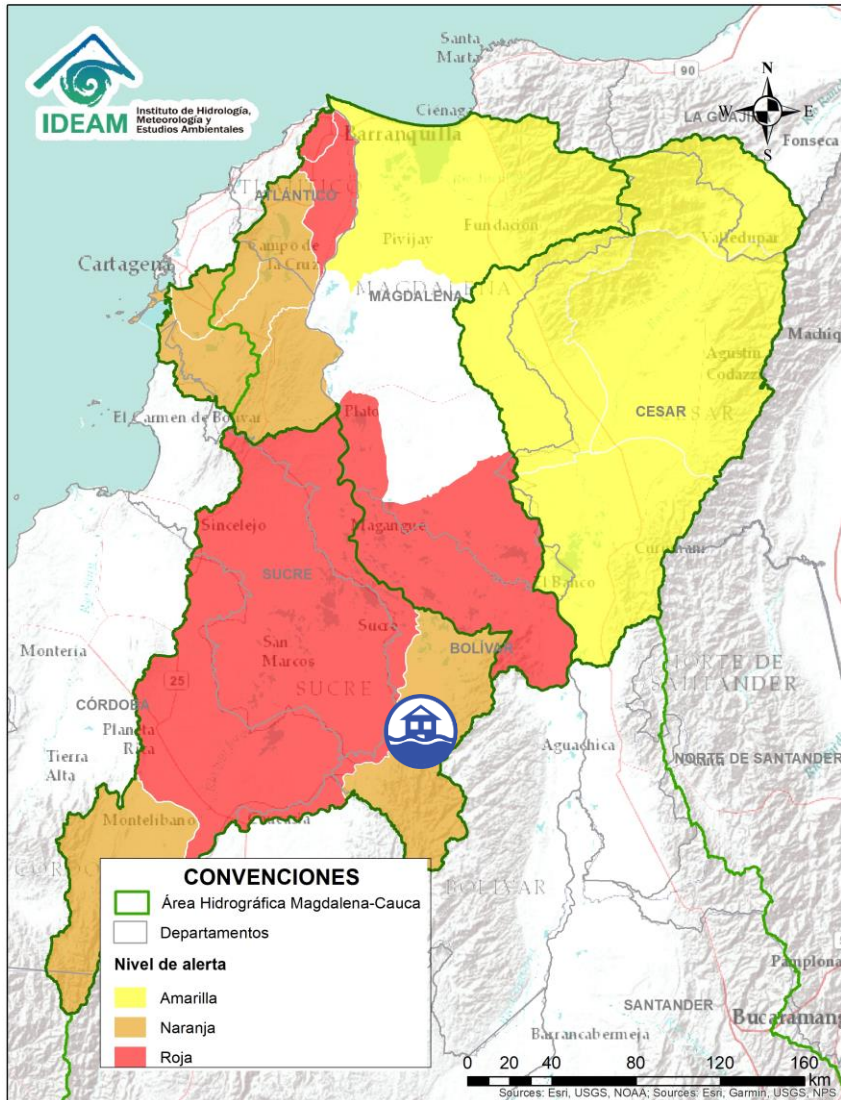 IDEAM
Instituto de Hidrología,
Meteorología y
Estudios Ambientales
Santa
Marta
90
N
W
E
S
LA GUAJIRA
Ciénaga
Fonseca
Barranquilla
ATLÁNTICO
Fundación
Pivijay
Valledupar
Cartagena
Campo de
la Cruz
MAGDALENA
Agustín
Codazzi
El Carmen de Bolívar
Plato
CESAR
Sincelejo
Magangué
SUCRE
El Banco
Montería
San
Marcos
Sucre
BOLÍVAR
25
SUCRE
NORTE DE
SANTANDER
CÓRDOBA
Planeta
Rica
Tierra
Alta
Aguachica
NORTE DE SANTANDER
Montelíbano
BOLÍVAR
CONVENCIONES
Área Hidrográfica Magdalena-Cauca
Departamentos
Nivel de alerta
Amarilla
Naranja
Roja
Pamplona
SANTANDER
Barrancabermeja
0 20 40 80 120 160
km
Sources: Esri, USGS, NOAA; Sources: Esri, Garmin, USGS, NPS